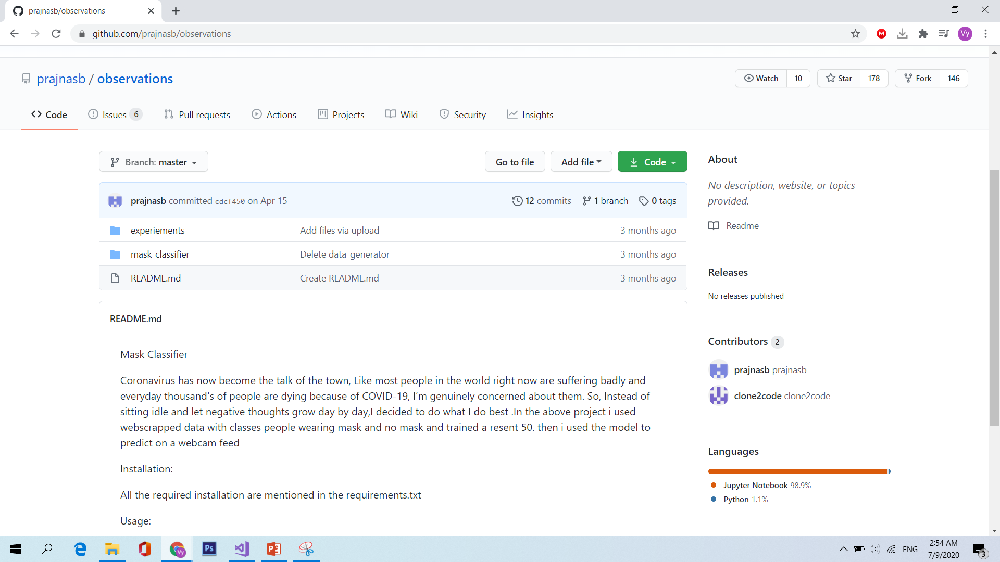 prajnasb/observations
github.com/prajnasb/observations
Vy
prajnasb / observations
Watch 10
Star 178
Fork 146
Code
Issues 6
Pull requests
Actions
Projects
Wiki
Security
Insights
Branch: master
Go to file
Add file
Code
prajnasb committed cdcf450 on Apr 15
12 commits
1 branch
0 tags
experiements Add files via upload 3 months ago
mask_classifier Delete data_generator 3 months ago
README.md Create README.md 3 months ago
README.md
Mask Classifier
Coronavirus has now become the talk of the town, Like most people in the world right now are suffering badly and
everyday thousand's of people are dying because of COVID-19, I’m genuinely concerned about them. So, Instead of
sitting idle and let negative thoughts grow day by day,I decided to do what I do best .In the above project i used
webscrapped data with classes people wearing mask and no mask and trained a resent 50. then i used the model to
predict on a webcam feed
Installation:
All the required installation are mentioned in the requirements.txt
Usage:
About
No description, website, or topics
provided.
Readme
Releases
No releases published
Contributors 2
prajnasb prajnasb
clone2code clone2code
Languages
Jupyter Notebook 98.9%
Python 1.1%
Vy
Ps
P
ENG
2:54 AM
7/9/2020
3